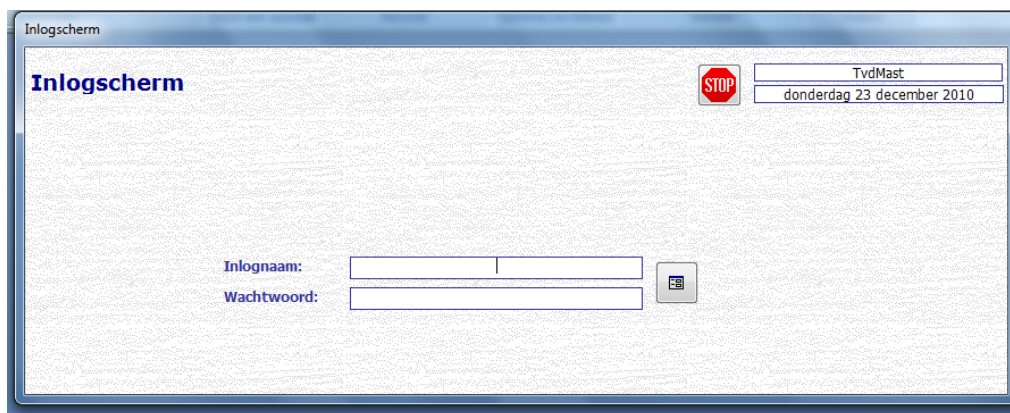 Inlogscherm
Inlogscherm
STOP
TvdMast
donderdag 23 december 2010
Inlognaam:
Wachtwoord: